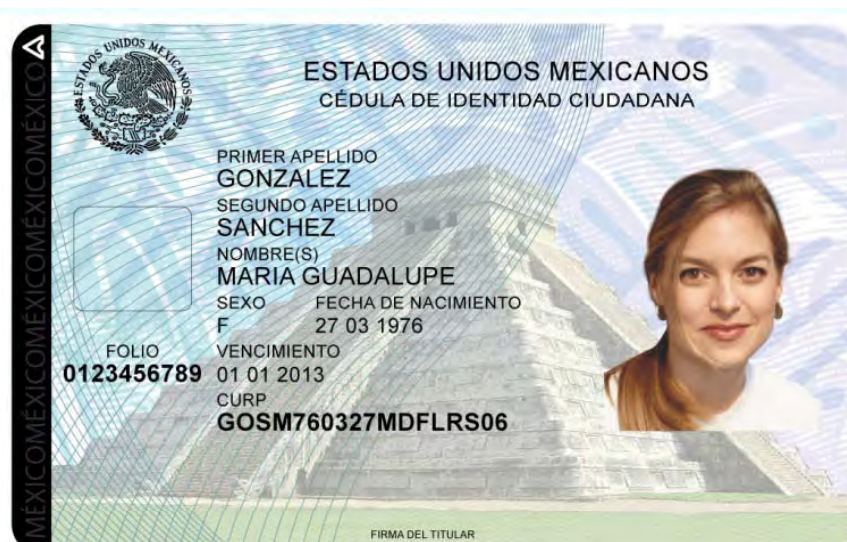 ESTADOS UNIDOS MEXICANOS
ESTADOS UNIDOS MEXICANOS
CÉDULA DE IDENTIDAD CIUDADANA
PRIMER APELLIDO
GONZALEZ
SEGUNDO APELLIDO
SANCHEZ
NOMBRE(S)
MARIA GUADALUPE
SEXO FECHA DE NACIMIENTO
F 27 03 1976
FOLIO VENCIMIENTO
0123456789 01 01 2013
CURP
GOSM760327MDFLRS06
FIRMA DEL TITULAR
MÉXICOMÉXICOMÉXICOMÉXICOMÉXICOMÉXICO